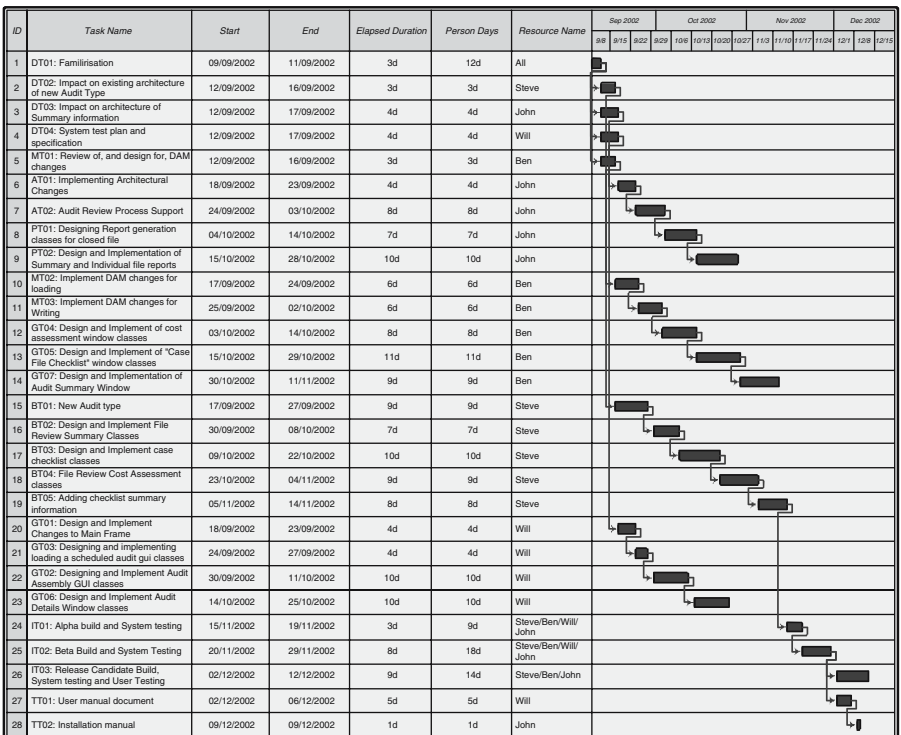 ID Task Name Start End Elapsed Duration Person Days Resource Name Sep 2002 Oct 2002 Nov 2002 Dec 2002
9/8 9/15 9/22 9/29 10/6 10/13 10/20 10/27 11/3 11/10 11/17 11/24 12/1 12/8 12/15
1 DT01: Familirisation 09/09/2002 11/09/2002 3d 12d All
2 DT02: Impact on existing architecture of new Audit Type 12/09/2002 16/09/2002 3d 3d Steve
3 DT03: Impact on architecture of Summary information 12/09/2002 17/09/2002 4d 4d John
4 DT04: System test plan and specification 12/09/2002 17/09/2002 4d 4d Will
5 MT01: Review of, and design for, DAM changes 12/09/2002 16/09/2002 3d 3d Ben
6 AT01: Implementing Architectural Changes 18/09/2002 23/09/2002 4d 4d John
7 AT02: Audit Review Process Support 24/09/2002 03/10/2002 8d 8d John
8 PT01: Designing Report generation classes for closed file 04/10/2002 14/10/2002 7d 7d John
9 PT02: Design and Implementation of Summary and Individual file reports 15/10/2002 28/10/2002 10d 10d John
10 MT02: Implement DAM changes for loading 17/09/2002 24/09/2002 6d 6d Ben
11 MT03: Implement DAM changes for Writing 25/09/2002 02/10/2002 6d 6d Ben
12 GT04: Design and Implement of cost assessment window classes 03/10/2002 14/10/2002 8d 8d Ben
13 GT05: Design and Implement of "Case File Checklist" window classes 15/10/2002 29/10/2002 11d 11d Ben
14 GT07: Design and Implementation of Audit Summary Window 30/10/2002 11/11/2002 9d 9d Ben
15 BT01: New Audit type 17/09/2002 27/09/2002 9d 9d Steve
16 BT02: Design and Implement File Review Summary Classes 30/09/2002 08/10/2002 7d 7d Steve
17 BT03: Design and Implement case checklist classes 09/10/2002 22/10/2002 10d 10d Steve
18 BT04: File Review Cost Assessment classes 23/10/2002 04/11/2002 9d 9d Steve
19 BT05: Adding checklist summary information 05/11/2002 14/11/2002 8d 8d Steve
20 GT01: Design and Implement Changes to Main Frame 18/09/2002 23/09/2002 4d 4d Will
21 GT03: Designing and implementing loading a scheduled audit gui classes 24/09/2002 27/09/2002 4d 4d Will
22 GT02: Designing and Implement Audit Assembly GUI classes 30/09/2002 11/10/2002 10d 10d Will
23 GT06: Design and Implement Audit Details Window classes 14/10/2002 25/10/2002 10d 10d Will
24 IT01: Alpha build and System testing 15/11/2002 19/11/2002 3d 9d Steve/Ben/Will/ John
25 IT02: Beta Build and System Testing 20/11/2002 29/11/2002 8d 18d Steve/Ben/Will/ John
26 IT03: Release Candidate Build, System testing and User Testing 02/12/2002 12/12/2002 9d 14d Steve/Ben/John
27 TT01: User manual document 02/12/2002 06/12/2002 5d 5d Will
28 TT02: Installation manual 09/12/2002 09/12/2002 1d 1d John